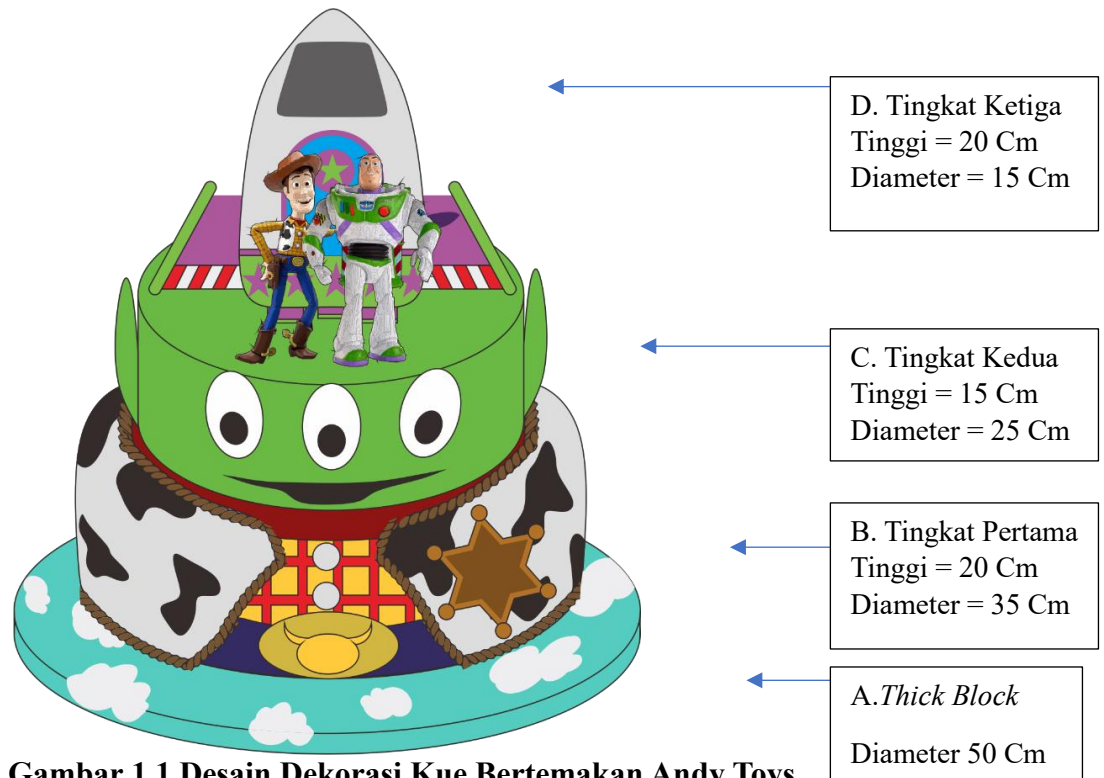 D. Tingkat Ketiga
Tinggi = 20 Cm
Diameter = 15 Cm
C. Tingkat Kedua
Tinggi = 15 Cm
Diameter = 25 Cm
B. Tingkat Pertama
Tinggi = 20 Cm
Diameter = 35 Cm
A.Thick Block
Diameter 50 Cm
Gambar 1.1 Desain Dekorasi Kue Bertemakan Andy Toys